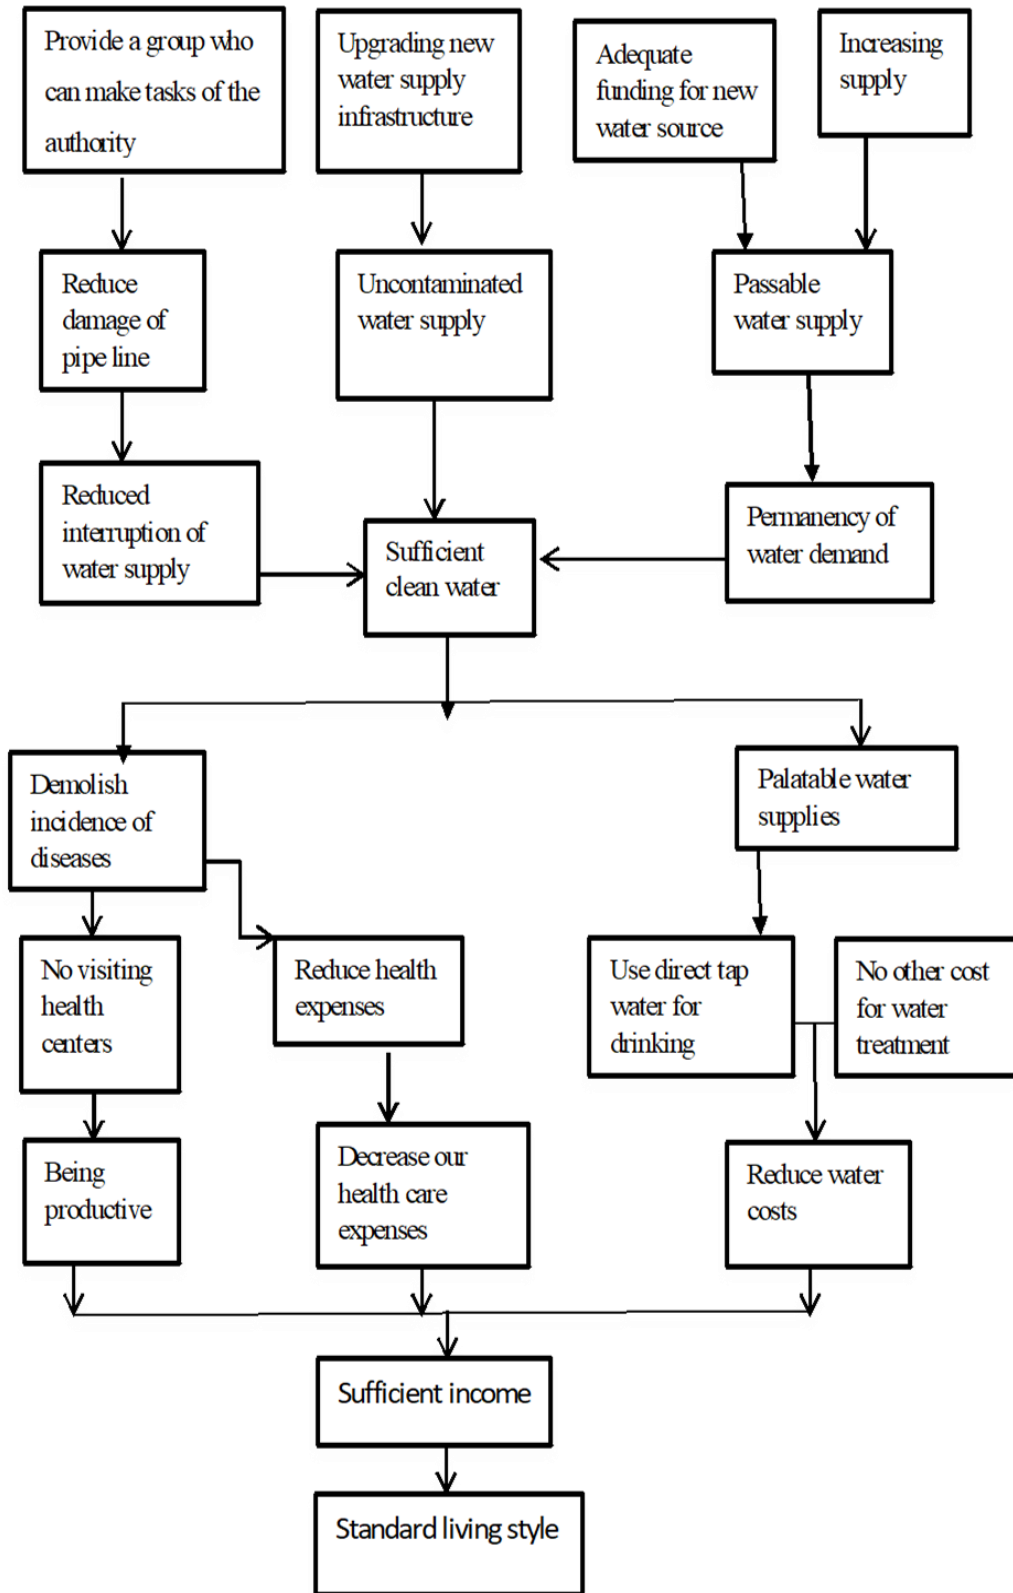 Provide a group who
can make tasks of the
authority
Upgrading new
water supply
infrastructure
Adequate
funding for new
water source
Increasing
supply
Reduce
damage of
pipe line
Uncontaminated
water supply
Passable
water supply
Reduced
interruption of
water supply
Sufficient
clean water
Permanency of
water demand
Demolish
incidence of
diseases
Palatable water
supplies
No visiting
health
centers
Reduce health
expenses
Use direct tap
water for
drinking
No other cost
for water
treatment
Being
productive
Decrease our
health care
expenses
Reduce water
costs
Sufficient income
Standard living style